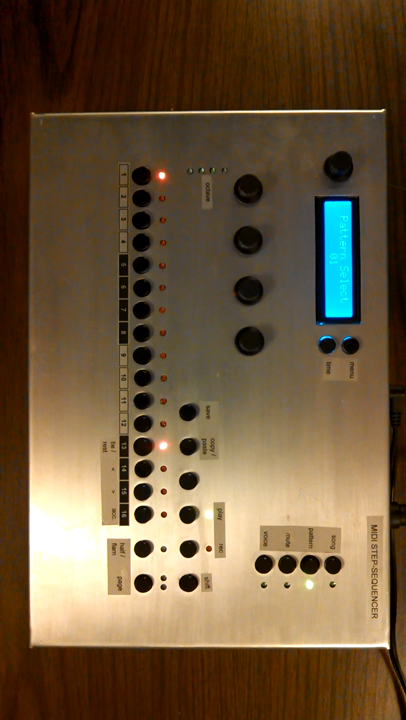 MIDI STEP-SEQUENCER
Pattern Select
01
menu
time
song
pattern
mute
voice
octave
save
copy / paste
play
rec
shift
1 2 3 4 5 6 7 8 9 10 11 12 13 14 15 16
tie / rest
<
>
acc
half / flam
page